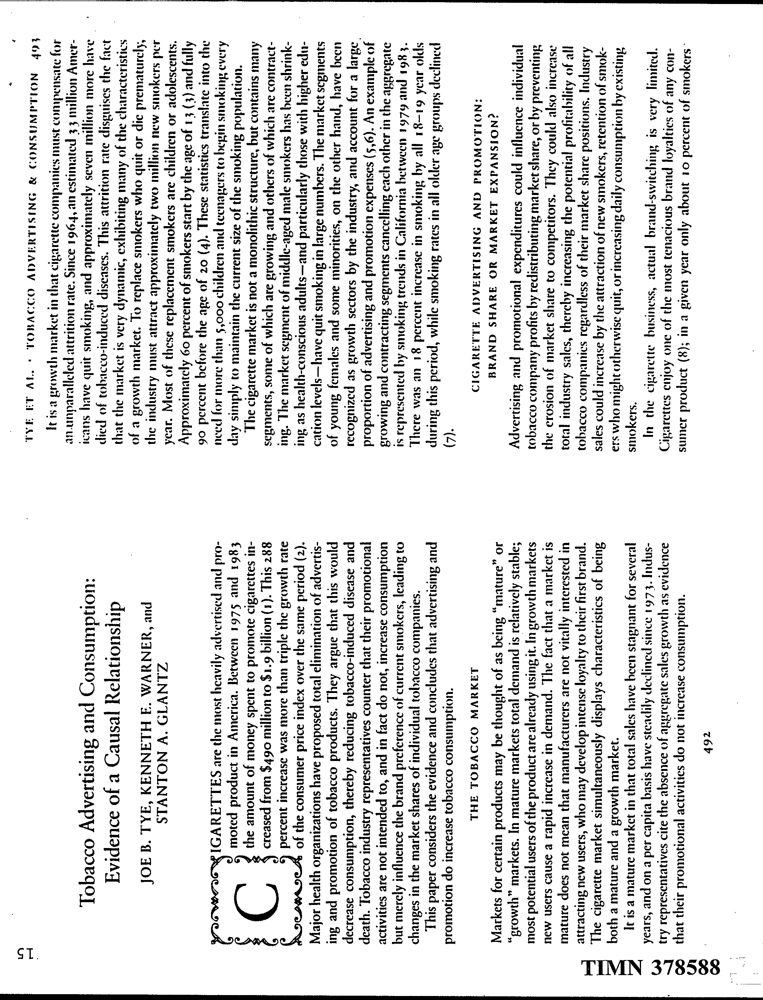 15
Tobacco Advertising and Consumption:
Evidence of a Causal Relationship
JOE B. TYE, KENNETH E. WARNER, and
STANTON A. GLANTZ
CIGARETTES are the most heavily advertised and pro-
moted product in America. Between 1975 and 1983
the amount of money spent to promote cigarettes in-
creased from $490 million to $1.9 billion (1). This 288
percent increase was more than triple the growth rate
of the consumer price index over the same period (2).
Major health organizations have proposed total elimination of advertis-
ing and promotion of tobacco products. They argue that this would
decrease consumption, thereby reducing tobacco-induced disease and
death. Tobacco industry representatives counter that their promotional
activities are not intended to, and in fact do not, increase consumption
but merely influence the brand preference of current smokers, leading to
changes in the market shares of individual tobacco companies.
This paper considers the evidence and concludes that advertising and
promotion do increase tobacco consumption.
THE TOBACCO MARKET
Markets for certain products may be thought of as being "mature" or
"growth" markets. In mature markets total demand is relatively stable;
most potential users of the product are already using it. In growth markets
new users cause a rapid increase in demand. The fact that a market is
mature does not mean that manufacturers are not vitally interested in
attracting new users, who may develop intense loyalty to their first brand.
The cigarette market simultaneously displays characteristics of being
both a mature and a growth market.
It is a mature market in that total sales have been stagnant for several
years, and on a per capita basis have steadily declined since 1973. Indus-
try representatives cite the absence of aggregate sales growth as evidence
that their promotional activities do not increase consumption.
492
TYE ET AL. · TOBACCO ADVERTISING & CONSUMPTION 493
It is a growth market in that cigarette companies must compensate for
an unparalleled attrition rate. Since 1964, an estimated 33 million Amer-
icans have quit smoking, and approximately seven million more have
died of tobacco-induced diseases. This attrition rate disguises the fact
that the market is very dynamic, exhibiting many of the characteristics
of a growth market. To replace smokers who quit or die prematurely,
the industry must attract approximately two million new smokers per
year. Most of these replacement smokers are children or adolescents.
Approximately 60 percent of smokers start by the age of 13 (3) and fully
90 percent before the age of 20 (4). These statistics translate into the
need for more than 5,000 children and teenagers to begin smoking every
day simply to maintain the current size of the smoking population.
The cigarette market is not a monolithic structure, but contains many
segments, some of which are growing and others of which are contract-
ing. The market segment of middle-aged male smokers has been shrink-
ing as health-conscious adults—and particularly those with higher edu-
cation levels—have quit smoking in large numbers. The market segments
of young females and some minorities, on the other hand, have been
recognized as growth sectors by the industry, and account for a large
proportion of advertising and promotion expenses (5,6). An example of
growing and contracting segments cancelling each other in the aggregate
is represented by smoking trends in California between 1979 and 1983.
There was an 18 percent increase in smoking by all 18–19 year olds
during this period, while smoking rates in all older age groups declined
(7).
CIGARETTE ADVERTISING AND PROMOTION:
BRAND SHARE OR MARKET EXPANSION?
Advertising and promotional expenditures could influence individual
tobacco company profits by redistributing market share, or by preventing
the erosion of market share to competitors. They could also increase
total industry sales, thereby increasing the potential profitability of all
tobacco companies regardless of their market share positions. Industry
sales could increase by the attraction of new smokers, retention of smok-
ers who might otherwise quit, or increasing daily consumption by existing
smokers.
In the cigarette business, actual brand-switching is very limited.
Cigarettes enjoy one of the most tenacious brand loyalties of any con-
sumer product (8); in a given year only about 10 percent of smokers
TIMN 378588